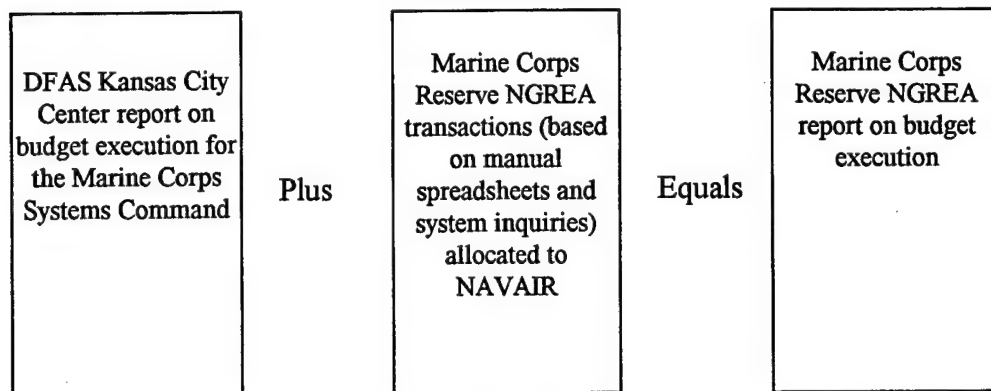 DFAS Kansas City
Center report on
budget execution for
the Marine Corps
Systems Command
Plus
Marine Corps
Reserve NGREA
transactions (based
on manual
spreadsheets and
system inquiries)
allocated to
NAVAIR
Equals
Marine Corps
Reserve NGREA
report on budget
execution